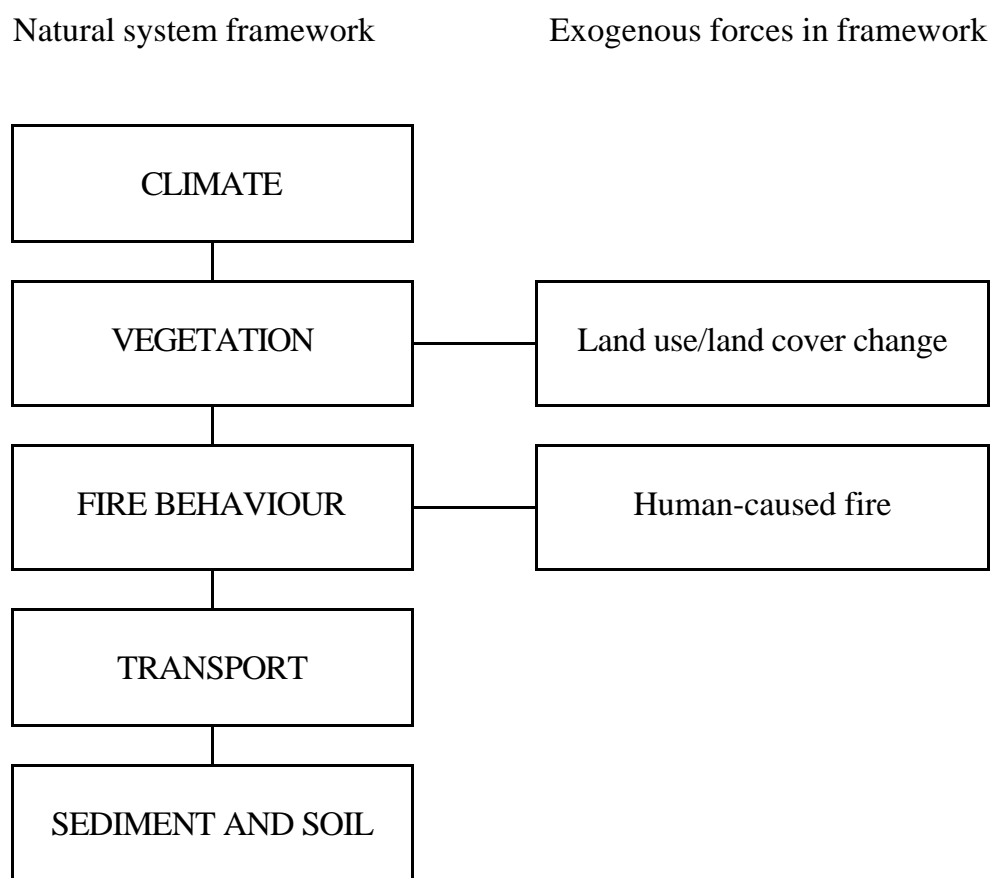 Natural system framework
Exogenous forces in framework
CLIMATE
VEGETATION
Land use/land cover change
FIRE BEHAVIOUR
Human-caused fire
TRANSPORT
SEDIMENT AND SOIL